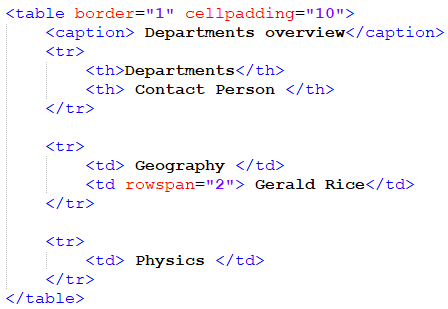 <table border="1" cellpadding="10">
    <caption> Departments overview</caption>
    <tr>
        <th>Departments</th>
        <th> Contact Person </th>
    </tr>

    <tr>
        <td> Geography </td>
        <td rowspan="2"> Gerald Rice</td>
    </tr>

    <tr>
        <td> Physics </td>
    </tr>
</table>